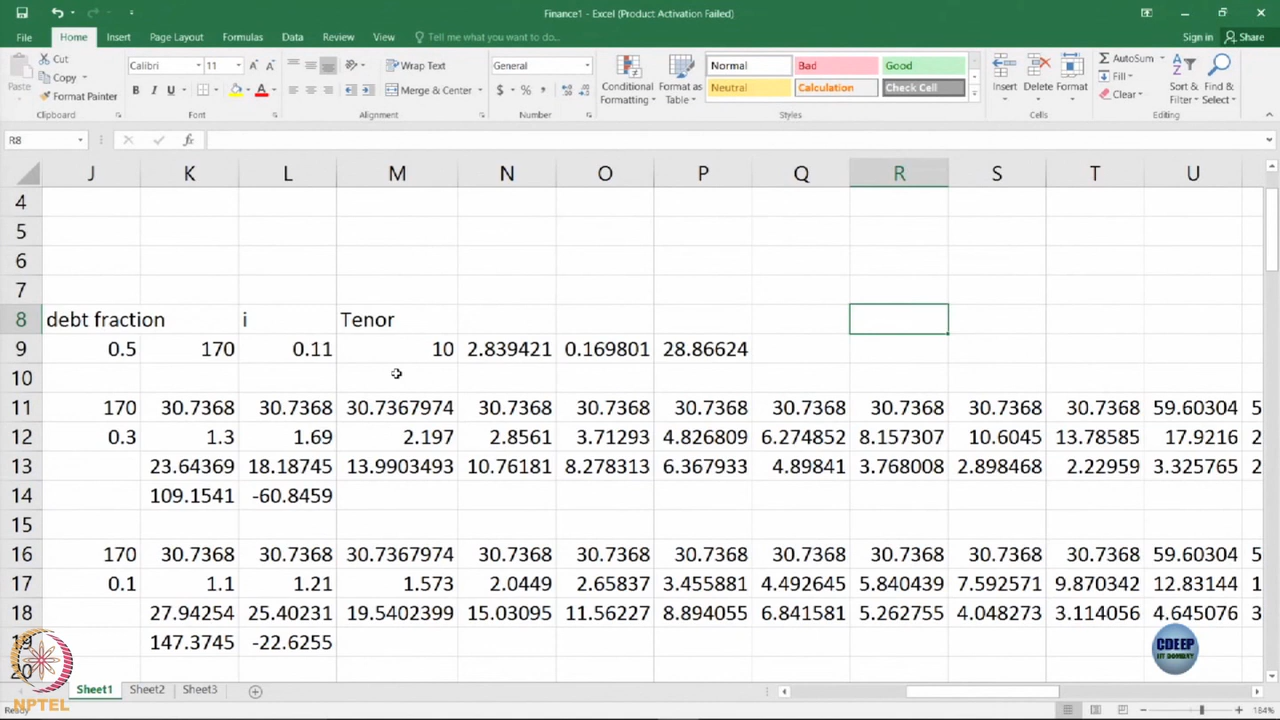 Finance1 - Excel (Product Activation Failed)
File Home Insert Page Layout Formulas Data Review View Tell me what you want to do... Sign in Share
Paste Cut Copy Format Painter Clipboard
Calibri 11 B I U A Font
Wrap Text Merge & Center Alignment
General $ % , Number
Conditional Formatting Format as Table Normal Bad Good Neutral Calculation Check Cell Styles
Insert Delete Format Cells
AutoSum Fill Clear Sort & Filter Find & Select Editing
R8 fx
J K L M N O P Q R S T U
4
5
6
7
8 debt fraction i Tenor
9 0.5 170 0.11 10 2.839421 0.169801 28.86624
10
11 170 30.7368 30.7368 30.7367974 30.7368 30.7368 30.7368 30.7368 30.7368 30.7368 30.7368 59.60304 5
12 0.3 1.3 1.69 2.197 2.8561 3.71293 4.826809 6.274852 8.157307 10.6045 13.78585 17.9216 2
13 23.64369 18.18745 13.9903493 10.76181 8.278313 6.367933 4.89841 3.768008 2.898468 2.22959 3.325765 2
14 109.1541 -60.8459
15
16 170 30.7368 30.7368 30.7367974 30.7368 30.7368 30.7368 30.7368 30.7368 30.7368 30.7368 59.60304 5
17 0.1 1.1 1.21 1.573 2.0449 2.65837 3.455881 4.492645 5.840439 7.592571 9.870342 12.83144 1
18 27.94254 25.40231 19.5402399 15.03095 11.56227 8.894055 6.841581 5.262755 4.048273 3.114056 4.645076 3
19 147.3745 -22.6255
20
CDEEP
IIT BOMBAY
Sheet1 Sheet2 Sheet3
NPTEL
Ready 184%